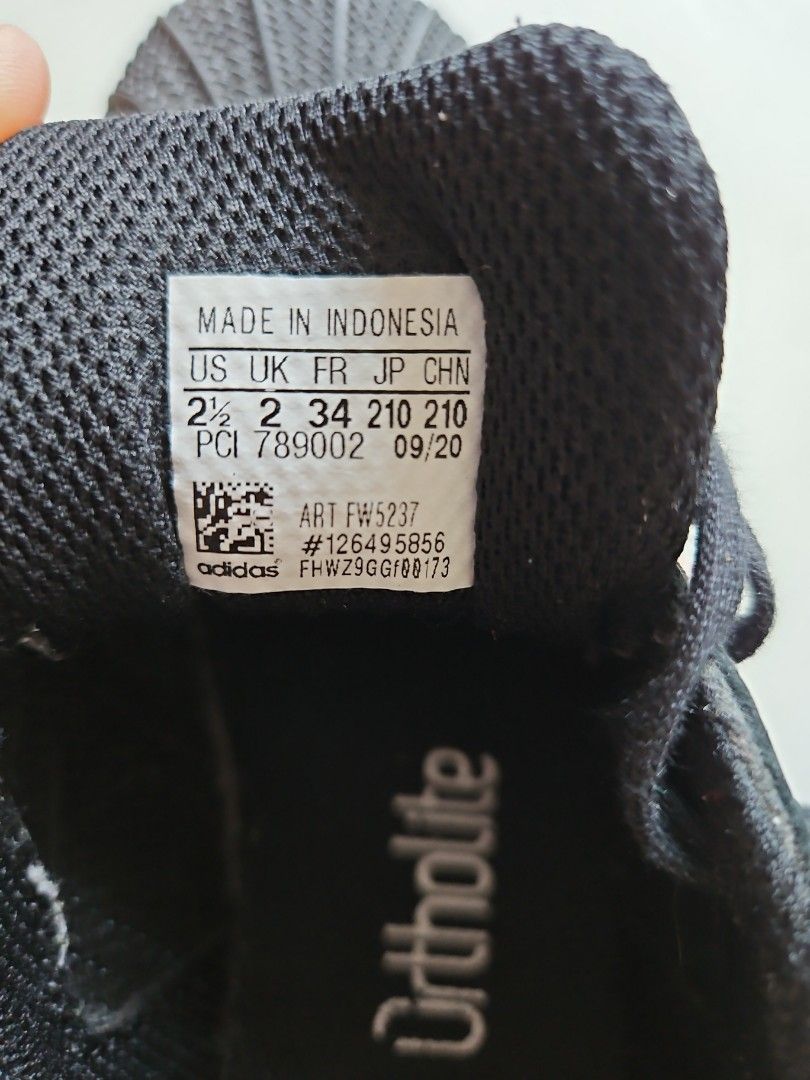 MADE IN INDONESIA
US UK FR JP CHN
2½ 2 34 210 210
PCI 789002 09/20
ART FW5237
#126495856
adidas FHWZ9GGf00173
Ortholite